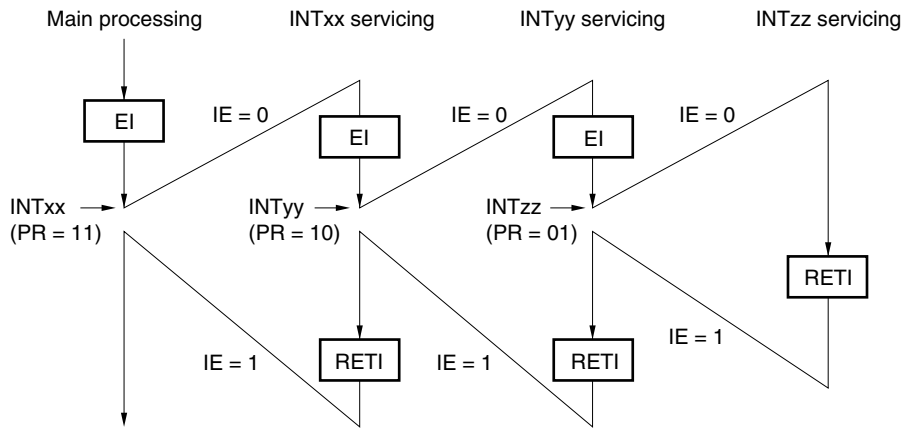 Main processing
INTxx servicing
INTyy servicing
INTzz servicing
EI
IE = 0
EI
IE = 0
EI
IE = 0
INTxx
(PR = 11)
INTyy
(PR = 10)
INTzz
(PR = 01)
RETI
IE = 1
RETI
IE = 1
RETI
IE = 1